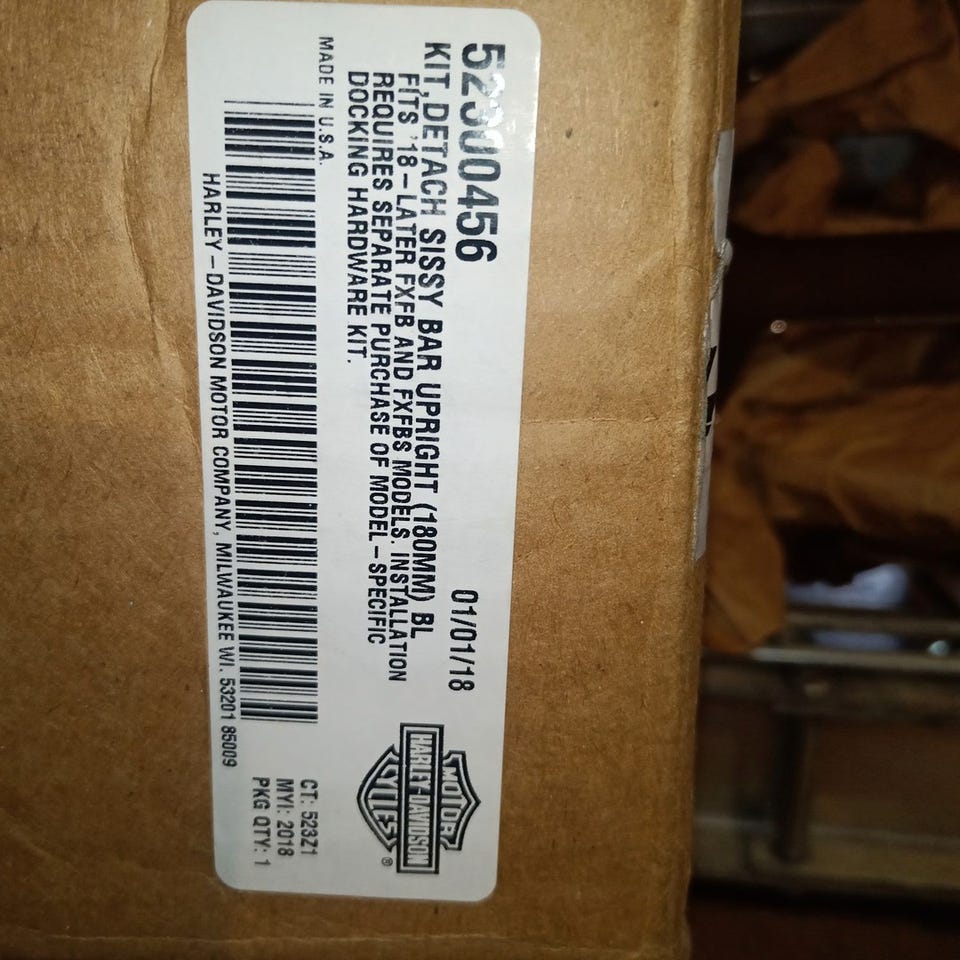 52300456
01/01/18
KIT,DETACH SISSY BAR UPRIGHT (180MM) BL
FITS '18-LATER FXFB AND FXFBS MODELS. INSTALLATION
REQUIRES SEPARATE PURCHASE OF MODEL-SPECIFIC
DOCKING HARDWARE KIT.
MADE IN U.S.A.
HARLEY-DAVIDSON MOTOR COMPANY, MILWAUKEE WI. 53201 85009
MOTOR
HARLEY-DAVIDSON
CYCLES
®
CT: 523Z1
MYI: 2018
PKG QTY: 1